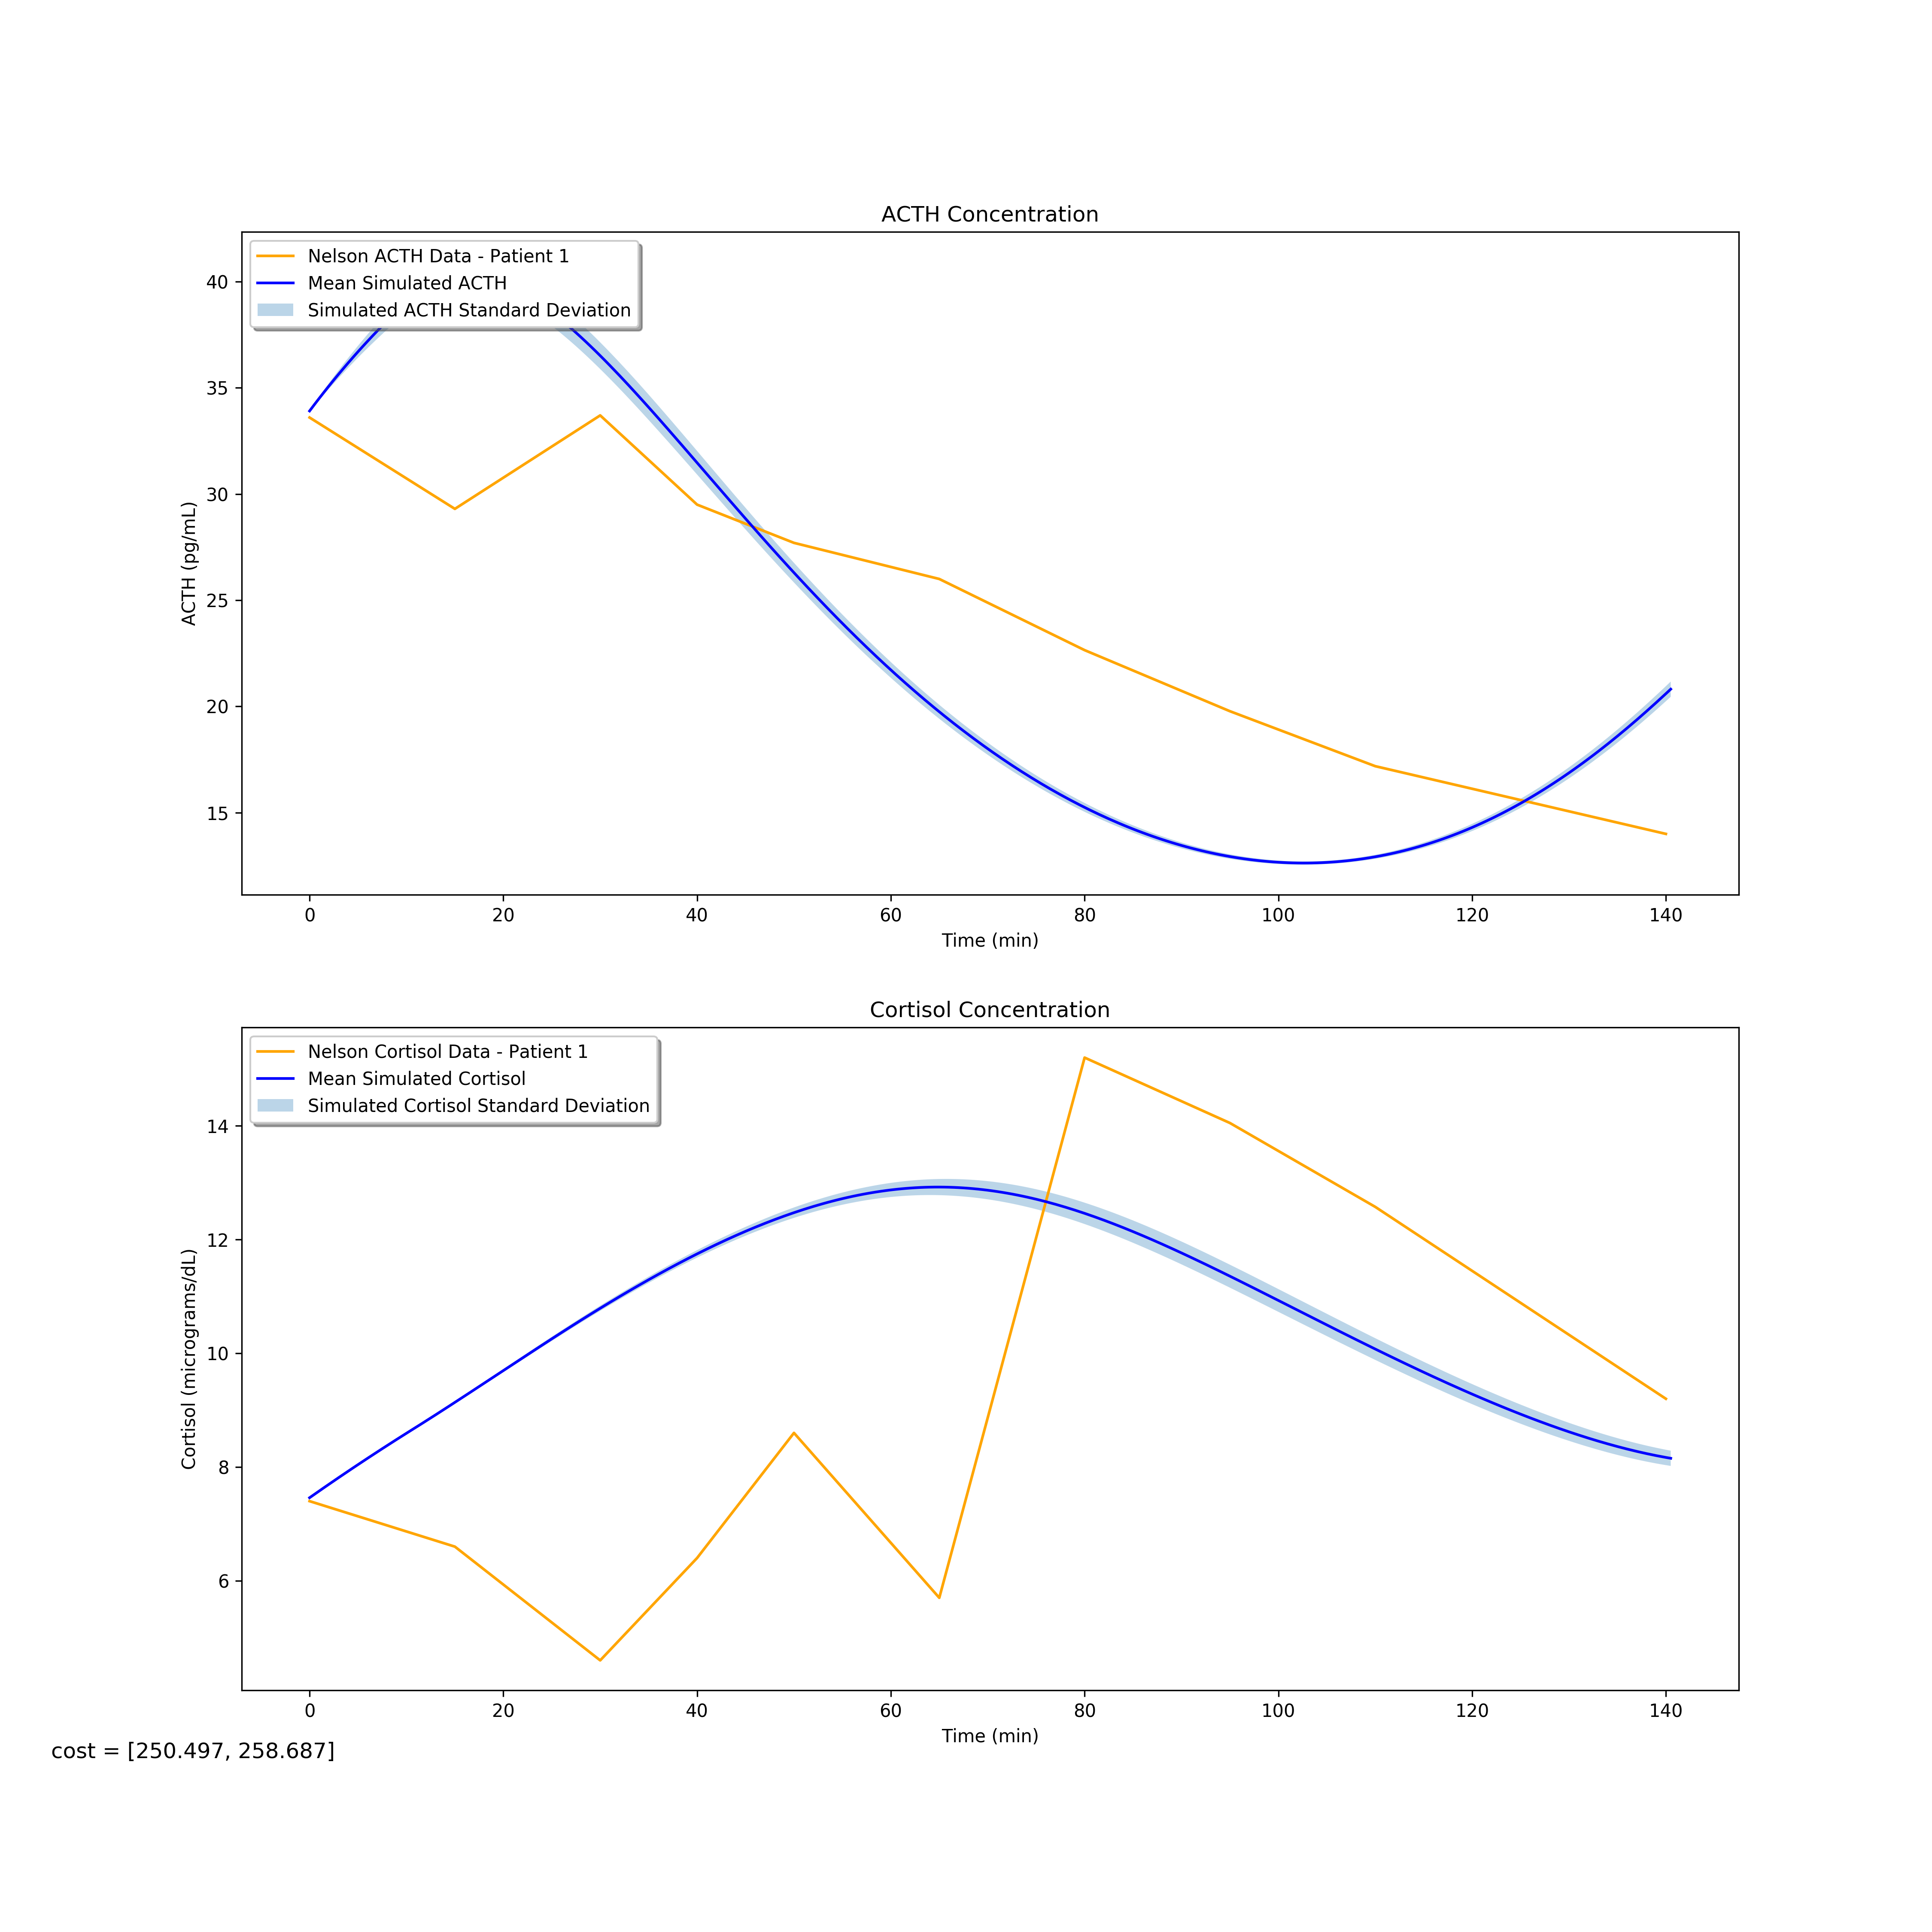 ACTH Concentration
Nelson ACTH Data - Patient 1
Mean Simulated ACTH
Simulated ACTH Standard Deviation
40
35
30
25
20
15
ACTH (pg/mL)
0 20 40 60 80 100 120 140
Time (min)
Cortisol Concentration
Nelson Cortisol Data - Patient 1
Mean Simulated Cortisol
Simulated Cortisol Standard Deviation
14
12
10
8
6
Cortisol (micrograms/dL)
0 20 40 60 80 100 120 140
Time (min)
cost = [250.497, 258.687]